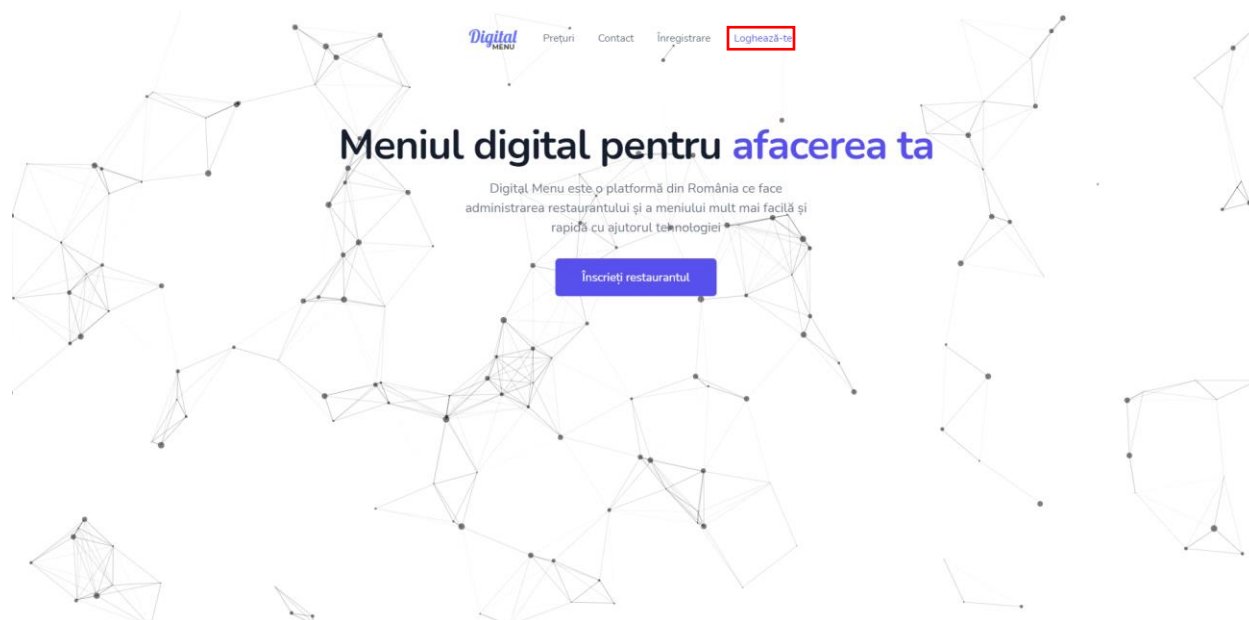 Digital
MENU
Prețuri
Contact
Înregistrare
Loghează-te
Meniul digital pentru afacerea ta
Digital Menu este o platformă din România ce face
administrarea restaurantului și a meniului mult mai facilă și
rapidă cu ajutorul tehnologiei
Înscrieți restaurantul